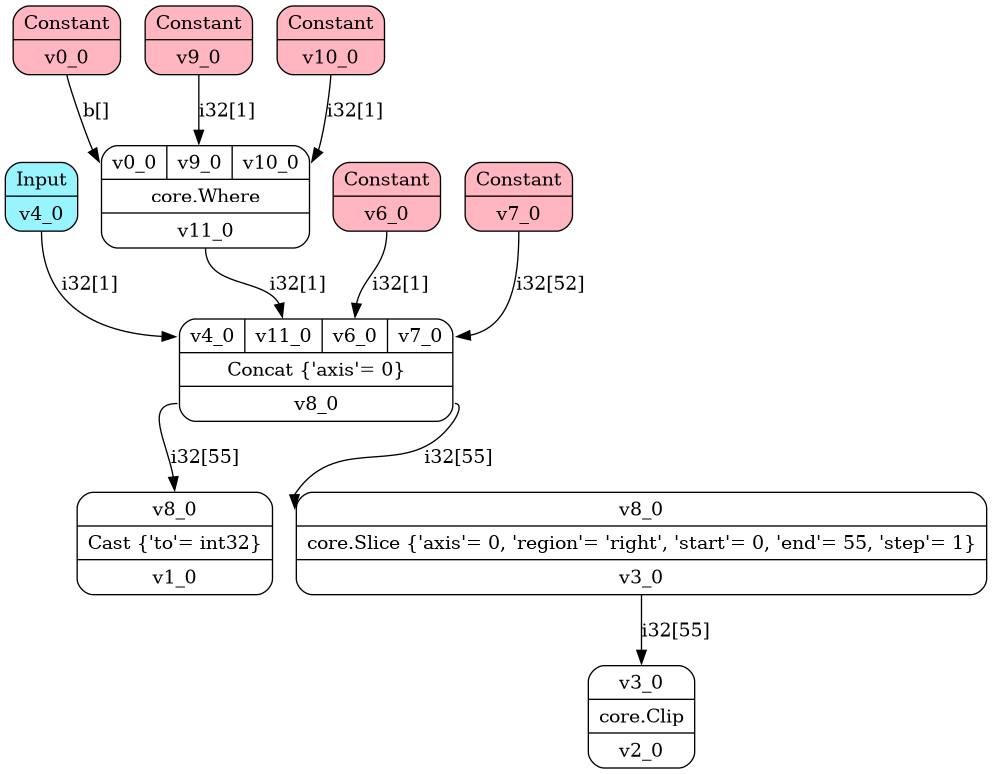 Constant
v0_0
Constant
v9_0
Constant
v10_0
b[]
i32[1]
i32[1]
Input
v4_0
v0_0 v9_0 v10_0
core.Where
v11_0
Constant
v6_0
Constant
v7_0
i32[1]
i32[1]
i32[1]
i32[52]
v4_0 v11_0 v6_0 v7_0
Concat {'axis'= 0}
v8_0
i32[55]
i32[55]
v8_0
Cast {'to'= int32}
v1_0
v8_0
core.Slice {'axis'= 0, 'region'= 'right', 'start'= 0, 'end'= 55, 'step'= 1}
v3_0
i32[55]
v3_0
core.Clip
v2_0